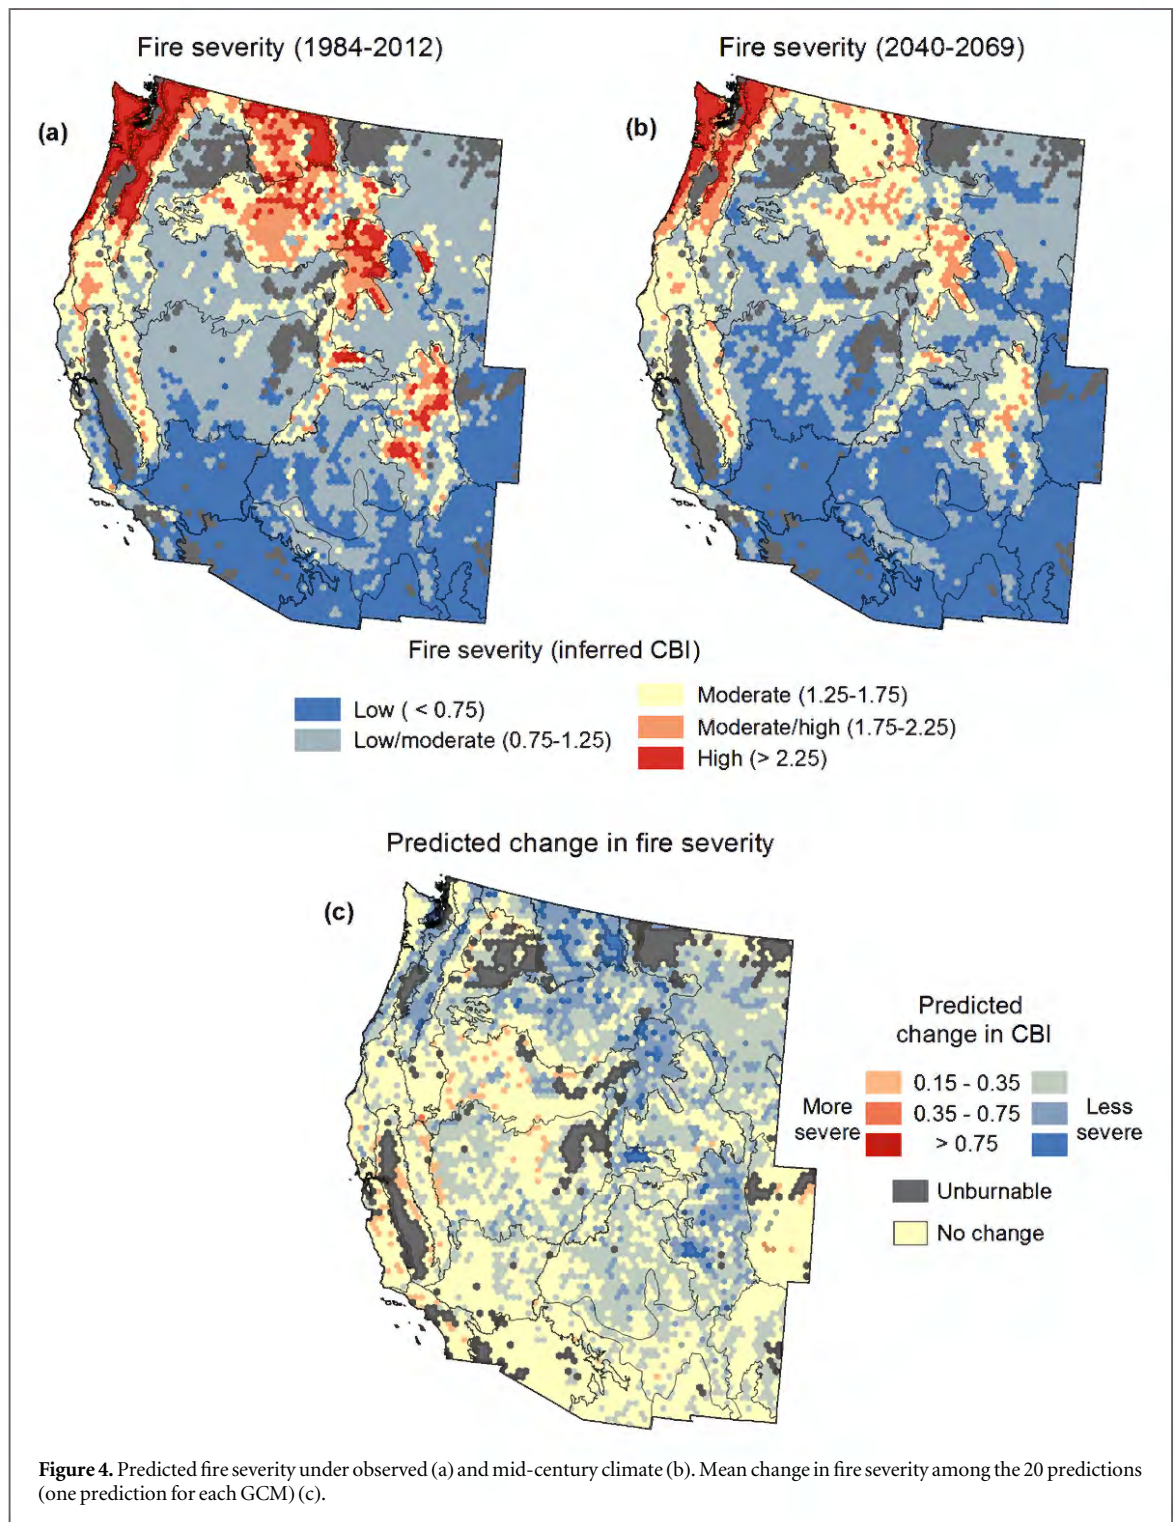 Fire severity (1984-2012)
Fire severity (2040-2069)
(a)
(b)
Fire severity (inferred CBI)
Low ( < 0.75)
Low/moderate (0.75-1.25)
Moderate (1.25-1.75)
Moderate/high (1.75-2.25)
High (> 2.25)
Predicted change in fire severity
(c)
Predicted
change in CBI
More
severe
0.15 - 0.35
0.35 - 0.75
> 0.75
Less
severe
Unburnable
No change
Figure 4. Predicted fire severity under observed (a) and mid-century climate (b). Mean change in fire severity among the 20 predictions
(one prediction for each GCM) (c).